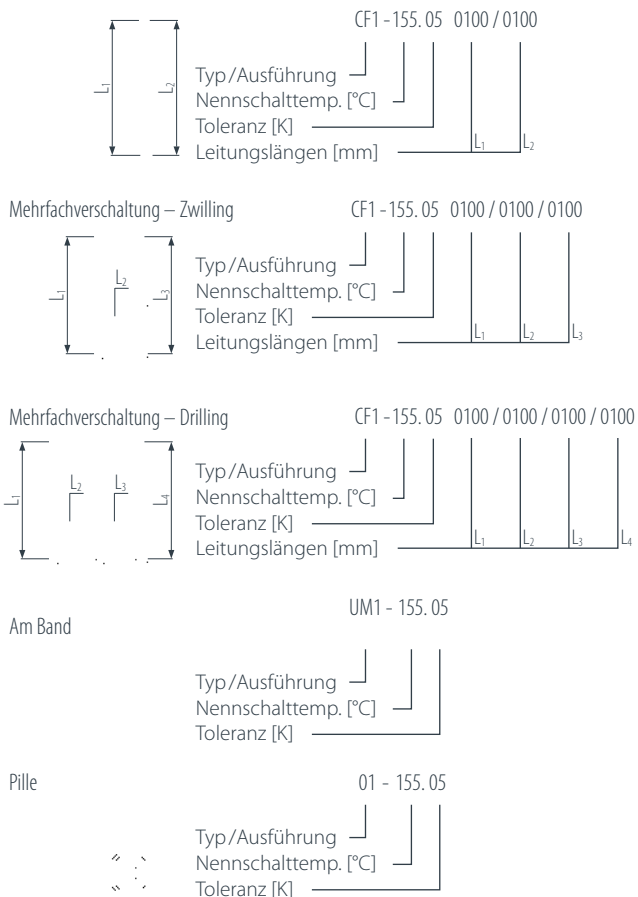 CF1 - 155. 05 0100 / 0100
L1 L2
Typ/Ausführung
Nennschalttemp. [°C]
Toleranz [K]
Leitungslängen [mm]
L1 L2
Mehrfachverschaltung – Zwilling CF1 - 155. 05 0100 / 0100 / 0100
L1 L2 L3
Typ/Ausführung
Nennschalttemp. [°C]
Toleranz [K]
Leitungslängen [mm]
L1 L2 L3
Mehrfachverschaltung – Drilling CF1 - 155. 05 0100 / 0100 / 0100 / 0100
L1 L2 L3 L4
Typ/Ausführung
Nennschalttemp. [°C]
Toleranz [K]
Leitungslängen [mm]
L1 L2 L3 L4
UM1 - 155. 05
Am Band
Typ/Ausführung
Nennschalttemp. [°C]
Toleranz [K]
Pille 01 - 155. 05
Typ/Ausführung
Nennschalttemp. [°C]
Toleranz [K]